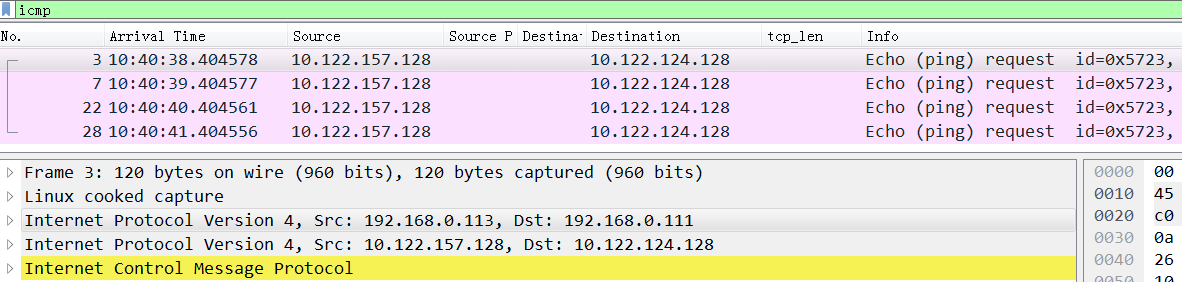 icmp
No. Arrival Time Source Source P Destina Destination tcp_len Info
3 10:40:38.404578 10.122.157.128 10.122.124.128 Echo (ping) request id=0x5723,
7 10:40:39.404577 10.122.157.128 10.122.124.128 Echo (ping) request id=0x5723,
22 10:40:40.404561 10.122.157.128 10.122.124.128 Echo (ping) request id=0x5723,
28 10:40:41.404556 10.122.157.128 10.122.124.128 Echo (ping) request id=0x5723,
Frame 3: 120 bytes on wire (960 bits), 120 bytes captured (960 bits) 0000 00
Linux cooked capture 0010 45
Internet Protocol Version 4, Src: 192.168.0.113, Dst: 192.168.0.111 0020 c0
Internet Protocol Version 4, Src: 10.122.157.128, Dst: 10.122.124.128 0030 0a
Internet Control Message Protocol 0040 26
0050 10